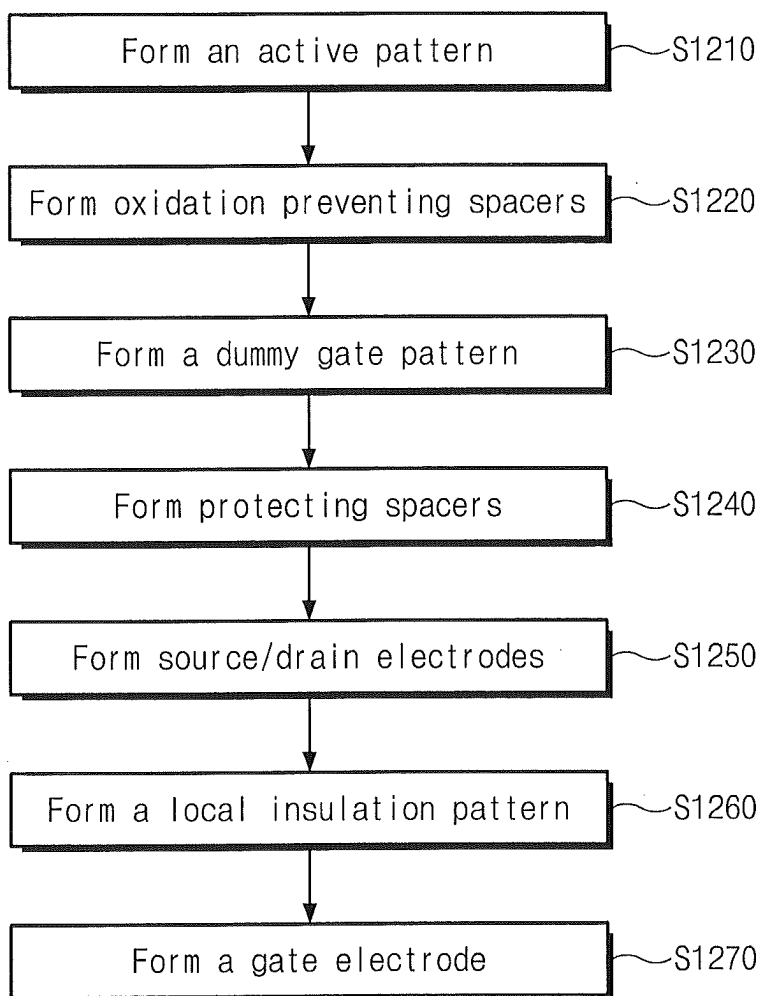 Form an active pattern S1210
Form oxidation preventing spacers S1220
Form a dummy gate pattern S1230
Form protecting spacers S1240
Form source/drain electrodes S1250
Form a local insulation pattern S1260
Form a gate electrode S1270